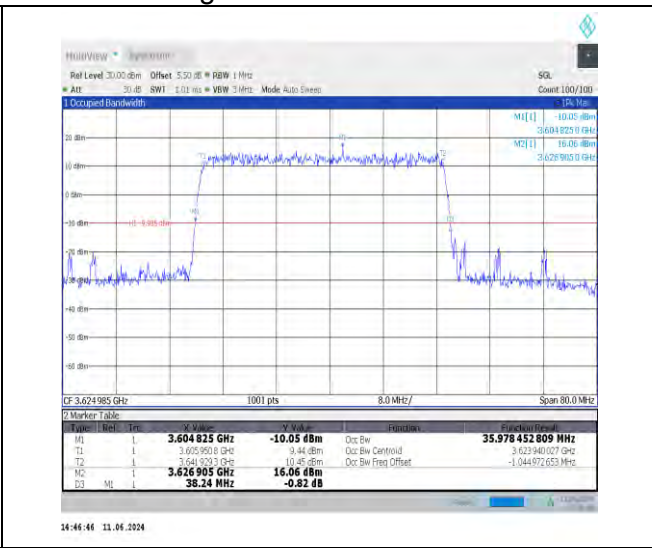 MultiView Spectrum
Ref Level 30.00 dBm Offset 5.50 dB RBW 1 MHz SGL
Att 30 dB SWT 1.01 ms VBW 3 MHz Mode Auto Sweep Count 100/100
1 Occupied Bandwidth 1Pk Max
M1[1] -10.05 dBm
3.604 825 0 GHz
M2[1] 16.06 dBm
3.626 905 0 GHz
20 dBm
10 dBm
0 dBm
-10 dBm
-20 dBm
-30 dBm
-40 dBm
-50 dBm
-60 dBm
CF 3.624 985 GHz 1001 pts 8.0 MHz/ Span 80.0 MHz
2 Marker Table
Type Ref Trc X Value Y Value Function Function Result
M1 1 3.604 825 GHz -10.05 dBm Occ Bw 35.978 452 809 MHz
T1 1 3.605 950 8 GHz 9.44 dBm Occ Bw Centroid 3.623 940 027 GHz
T2 1 3.641 929 3 GHz 10.45 dBm Occ Bw Freq Offset -1.044 972 653 MHz
M2 1 3.626 905 GHz 16.06 dBm
D3 M1 1 38.24 MHz -0.82 dB
14:46:46 11.06.2024